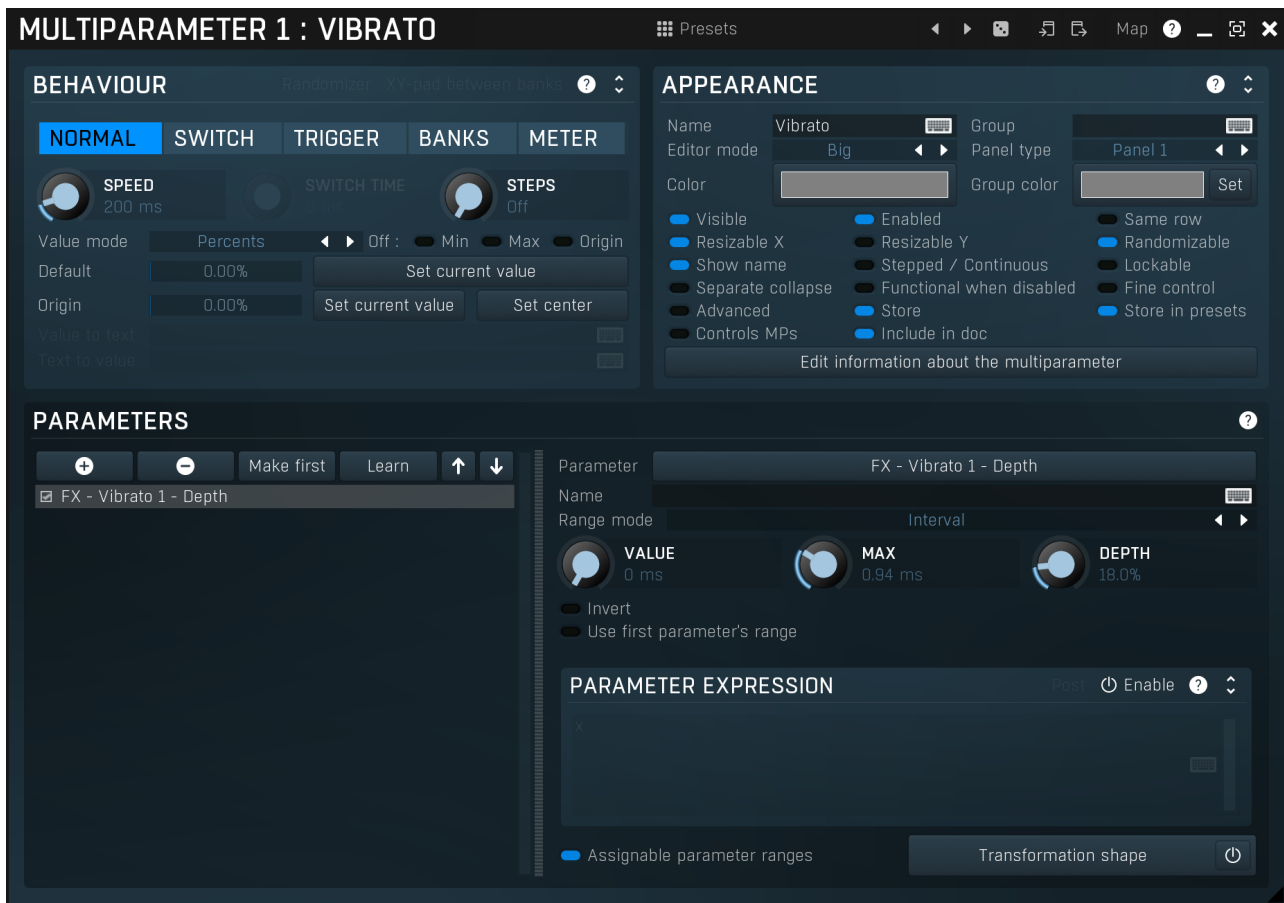 MULTIPARAMETER 1 : VIBRATO Presets Map ?
BEHAVIOUR Randomizer XY-pad between banks ?
NORMAL SWITCH TRIGGER BANKS METER
SPEED
200 ms
SWITCH TIME
STEPS
Off
Value mode Percents Off : Min Max Origin
Default 0.00% Set current value
Origin 0.00% Set current value Set center
Value to text
Text to value
APPEARANCE ?
Name Vibrato Group
Editor mode Big Panel type Panel 1
Color Group color Set
Visible Enabled Same row
Resizable X Resizable Y Randomizable
Show name Stepped / Continuous Lockable
Separate collapse Functional when disabled Fine control
Advanced Store Store in presets
Controls MPs Include in doc
Edit information about the multiparameter
PARAMETERS ?
Make first Learn
FX - Vibrato 1 - Depth
Parameter FX - Vibrato 1 - Depth
Name
Range mode Interval
VALUE
0 ms
MAX
0.94 ms
DEPTH
18.0%
Invert
Use first parameter's range
PARAMETER EXPRESSION Post Enable ?
x
Assignable parameter ranges Transformation shape